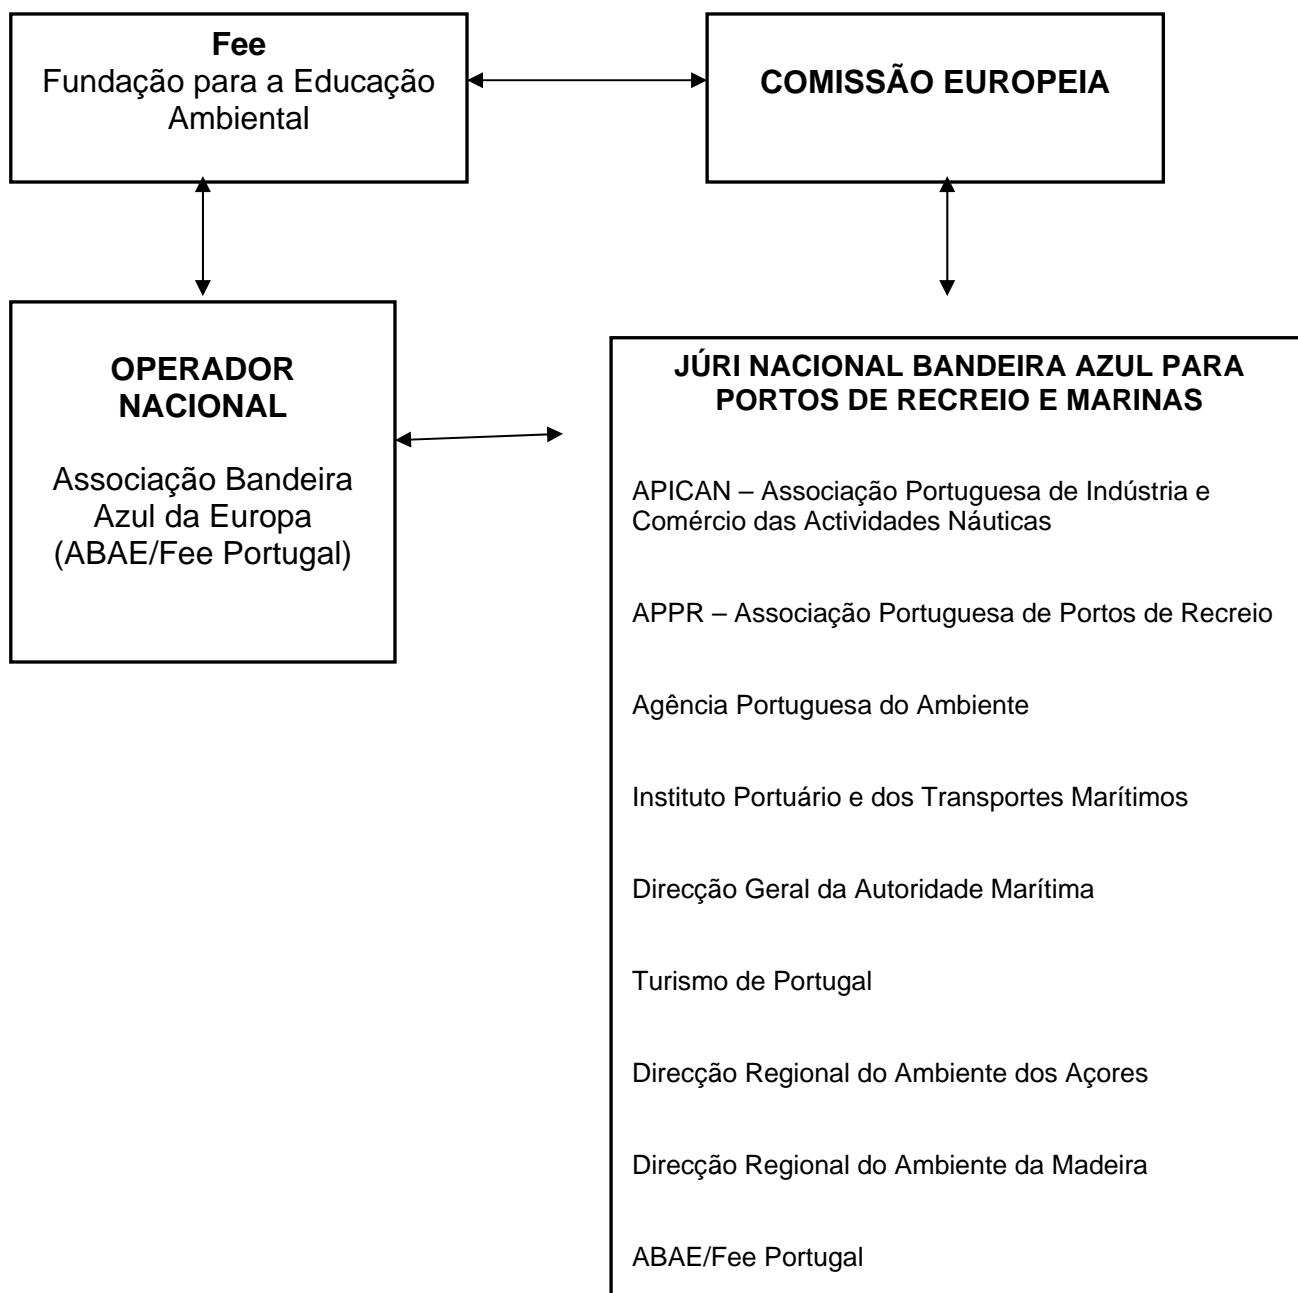 Fee
Fundação para a Educação
Ambiental
COMISSÃO EUROPEIA
OPERADOR
NACIONAL
Associação Bandeira
Azul da Europa
(ABAE/Fee Portugal)
JÚRI NACIONAL BANDEIRA AZUL PARA
PORTOS DE RECREIO E MARINAS
APICAN – Associação Portuguesa de Indústria e
Comércio das Actividades Náuticas
APPR – Associação Portuguesa de Portos de Recreio
Agência Portuguesa do Ambiente
Instituto Portuário e dos Transportes Marítimos
Direcção Geral da Autoridade Marítima
Turismo de Portugal
Direcção Regional do Ambiente dos Açores
Direcção Regional do Ambiente da Madeira
ABAE/Fee Portugal